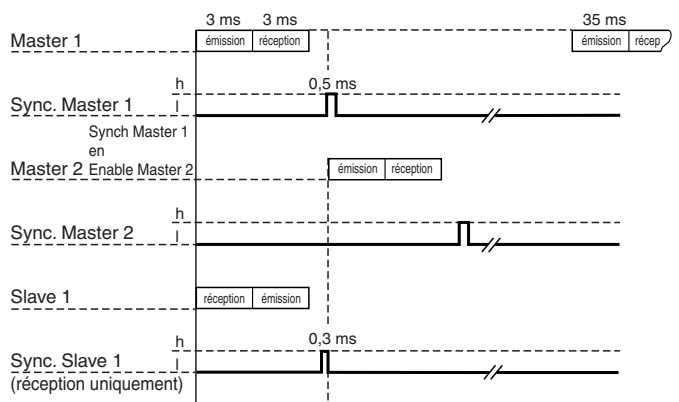 3 ms 3 ms 35 ms
Master 1 émission réception émission récep
h 0,5 ms
Sync. Master 1 l
Synch Master 1
en
Master 2 Enable Master 2 émission réception
h
Sync. Master 2 l
Slave 1 réception émission
h 0,3 ms
Sync. Slave 1 l
(réception uniquement)